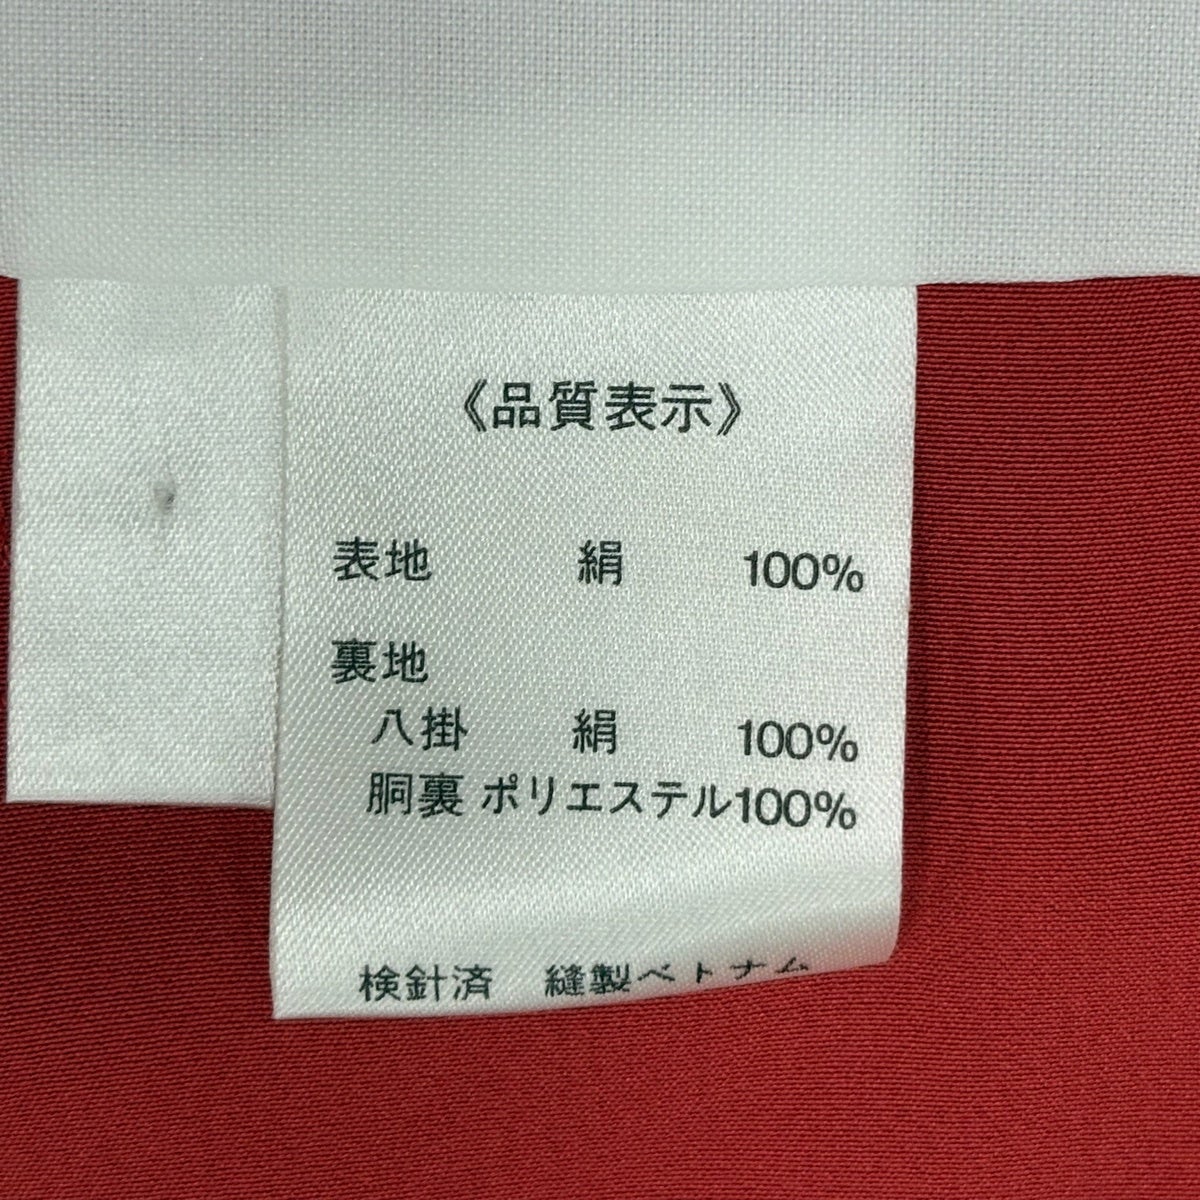 《品質表示》
表地 絹 100%
裏地
八掛 絹 100%
胴裏 ポリエステル100%
検針済 縫製ベトナム